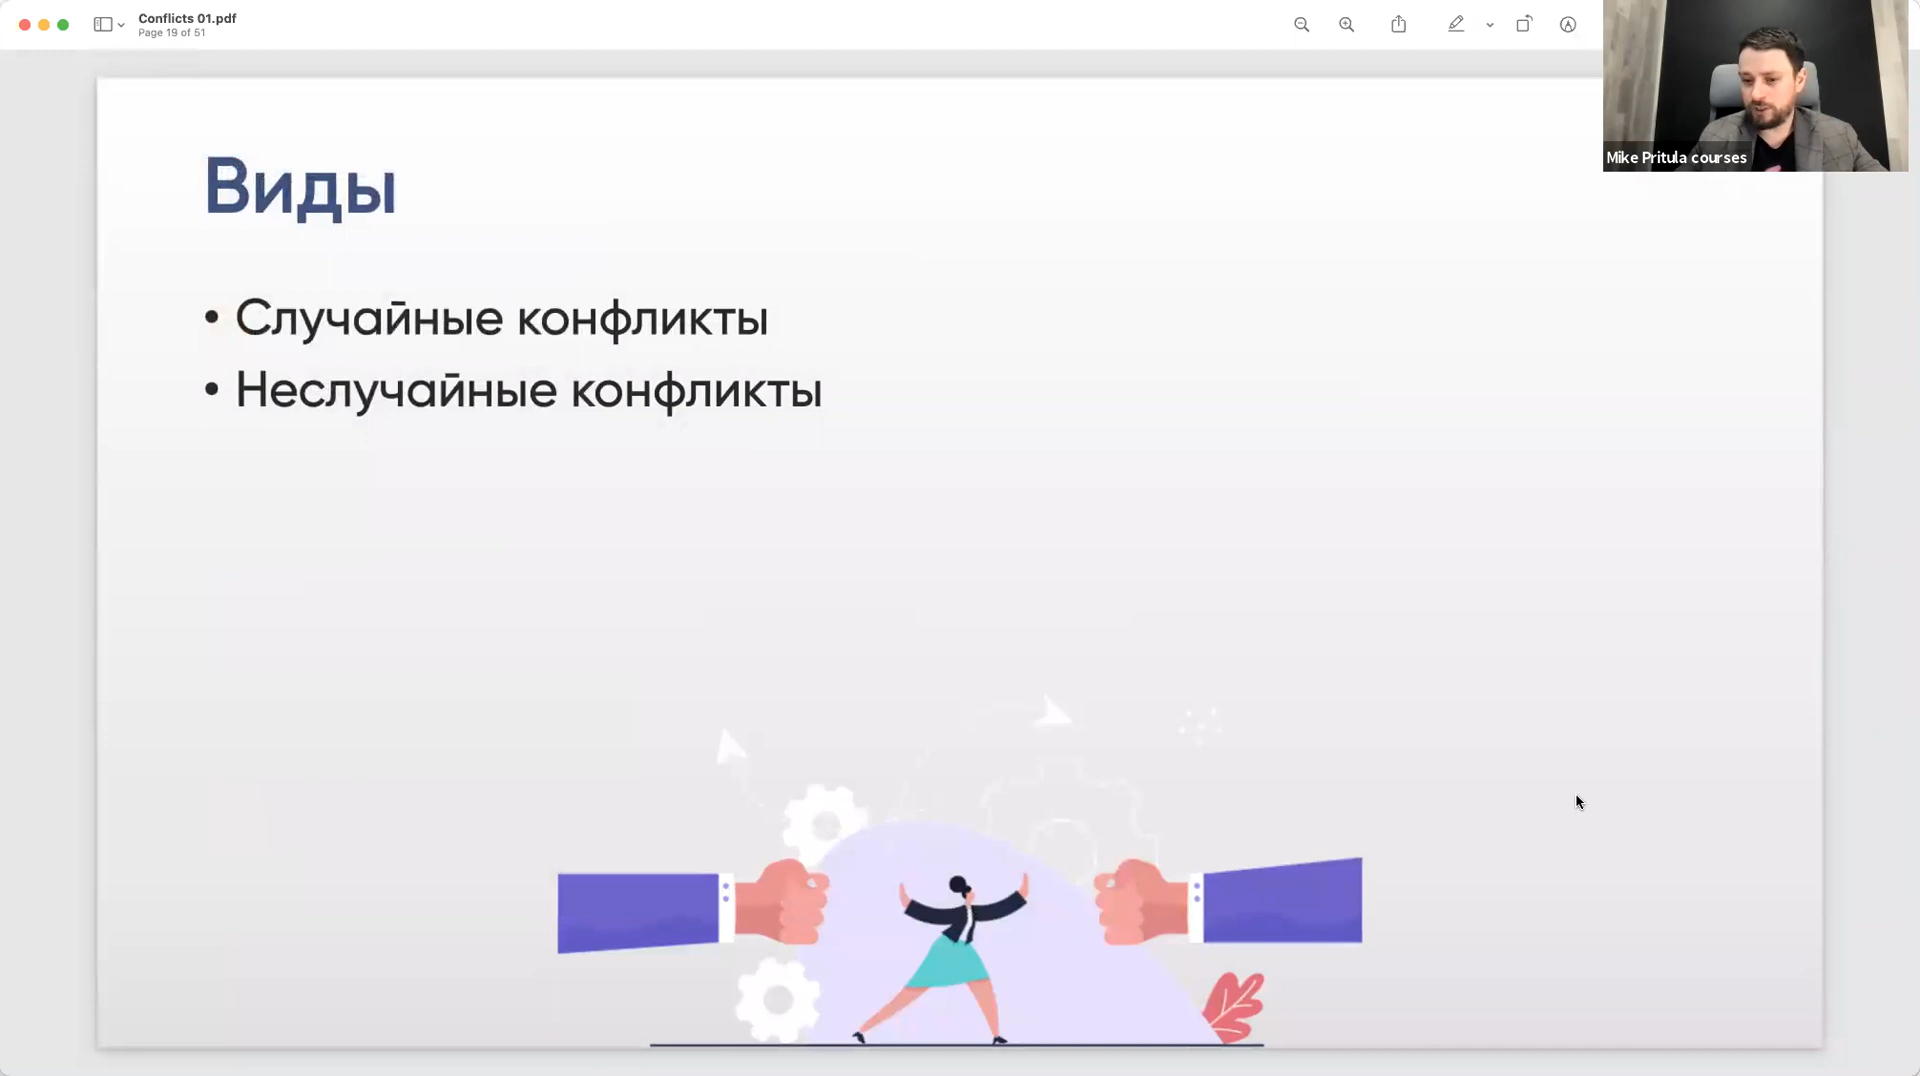 Conflicts 01.pdf
Page 19 of 51
Mike Pritula courses
Виды
• Случайные конфликты
• Неслучайные конфликты